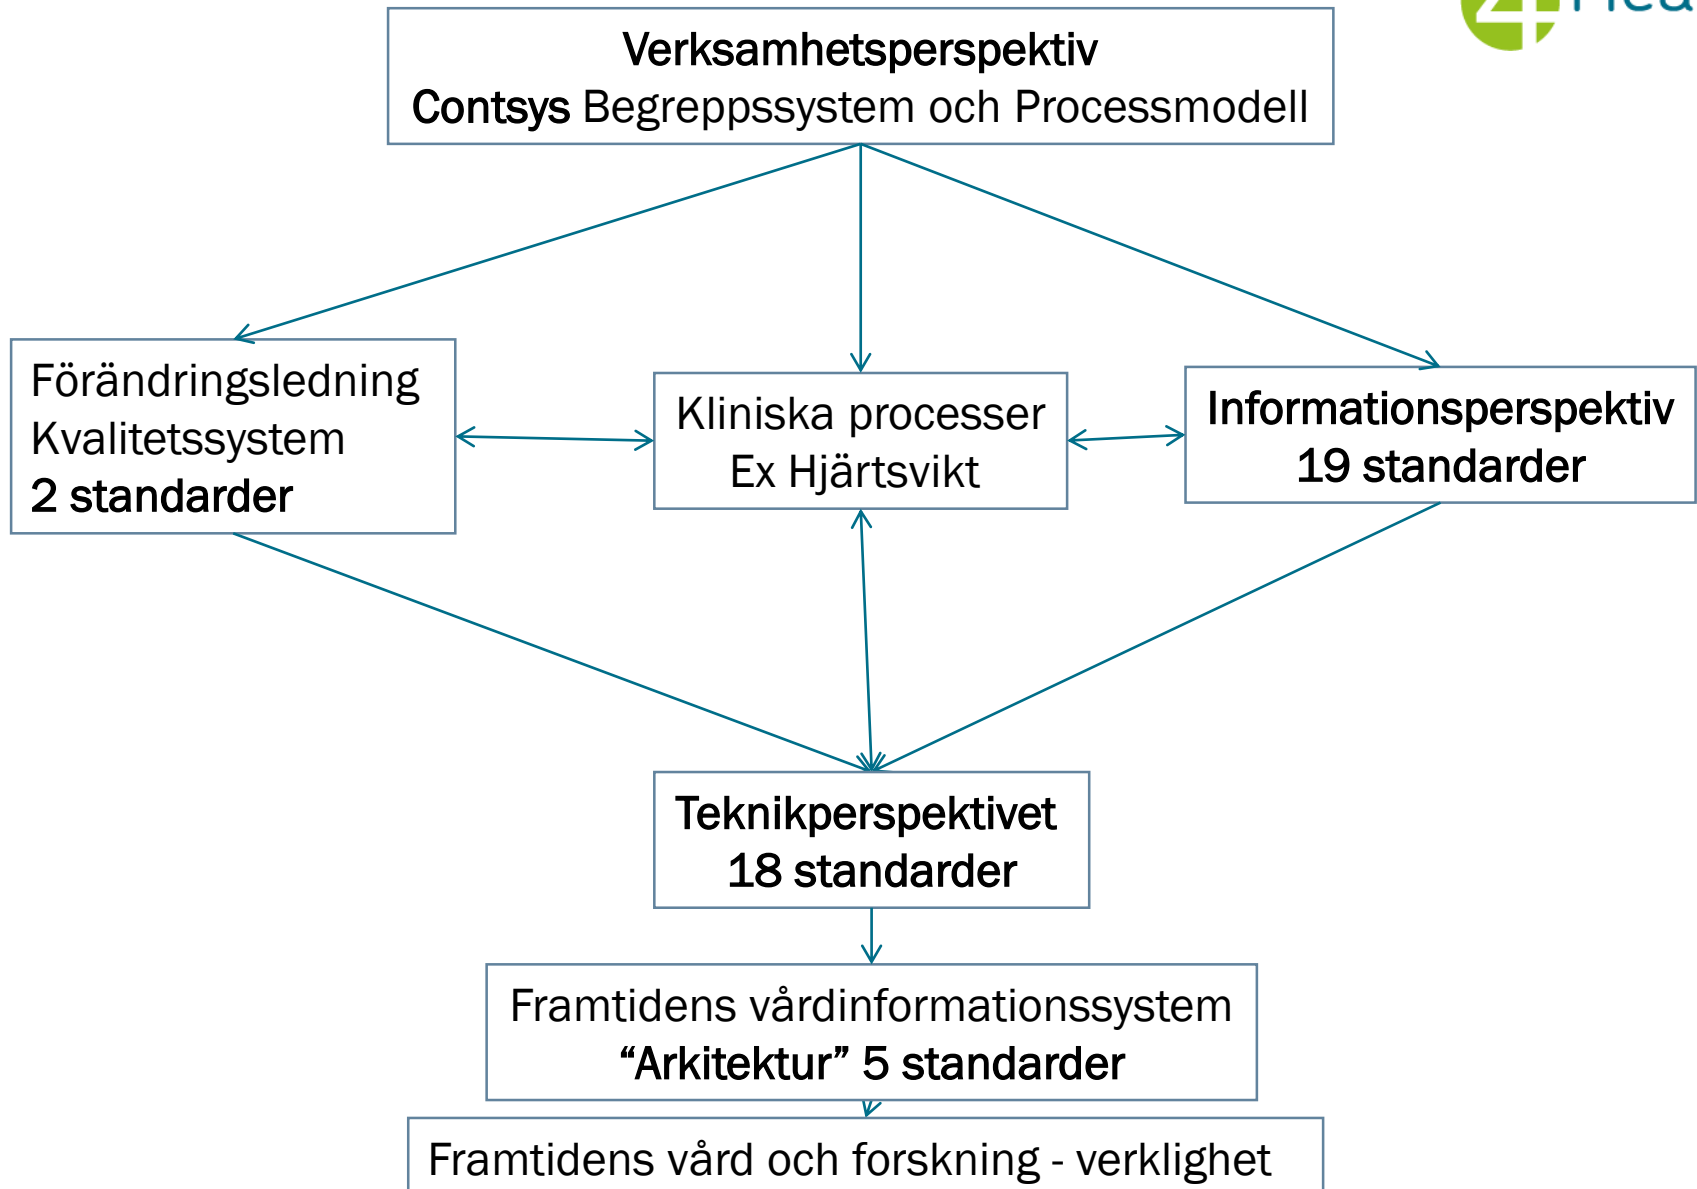 Verksamhetsperspektiv
Contsys Begreppssystem och Processmodell
Förändringsledning
Kvalitetssystem
2 standarder
Kliniska processer
Ex Hjärtsvikt
Informationsperspektiv
19 standarder
Teknikperspektivet
18 standarder
Framtidens vårdinformationssystem
“Arkitektur” 5 standarder
Framtidens vård och forskning - verklighet